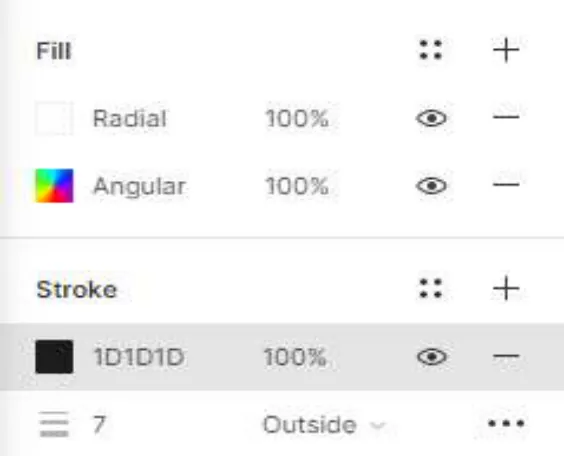 Fill
Radial 100%
Angular 100%
Stroke
1D1D1D 100%
7 Outside